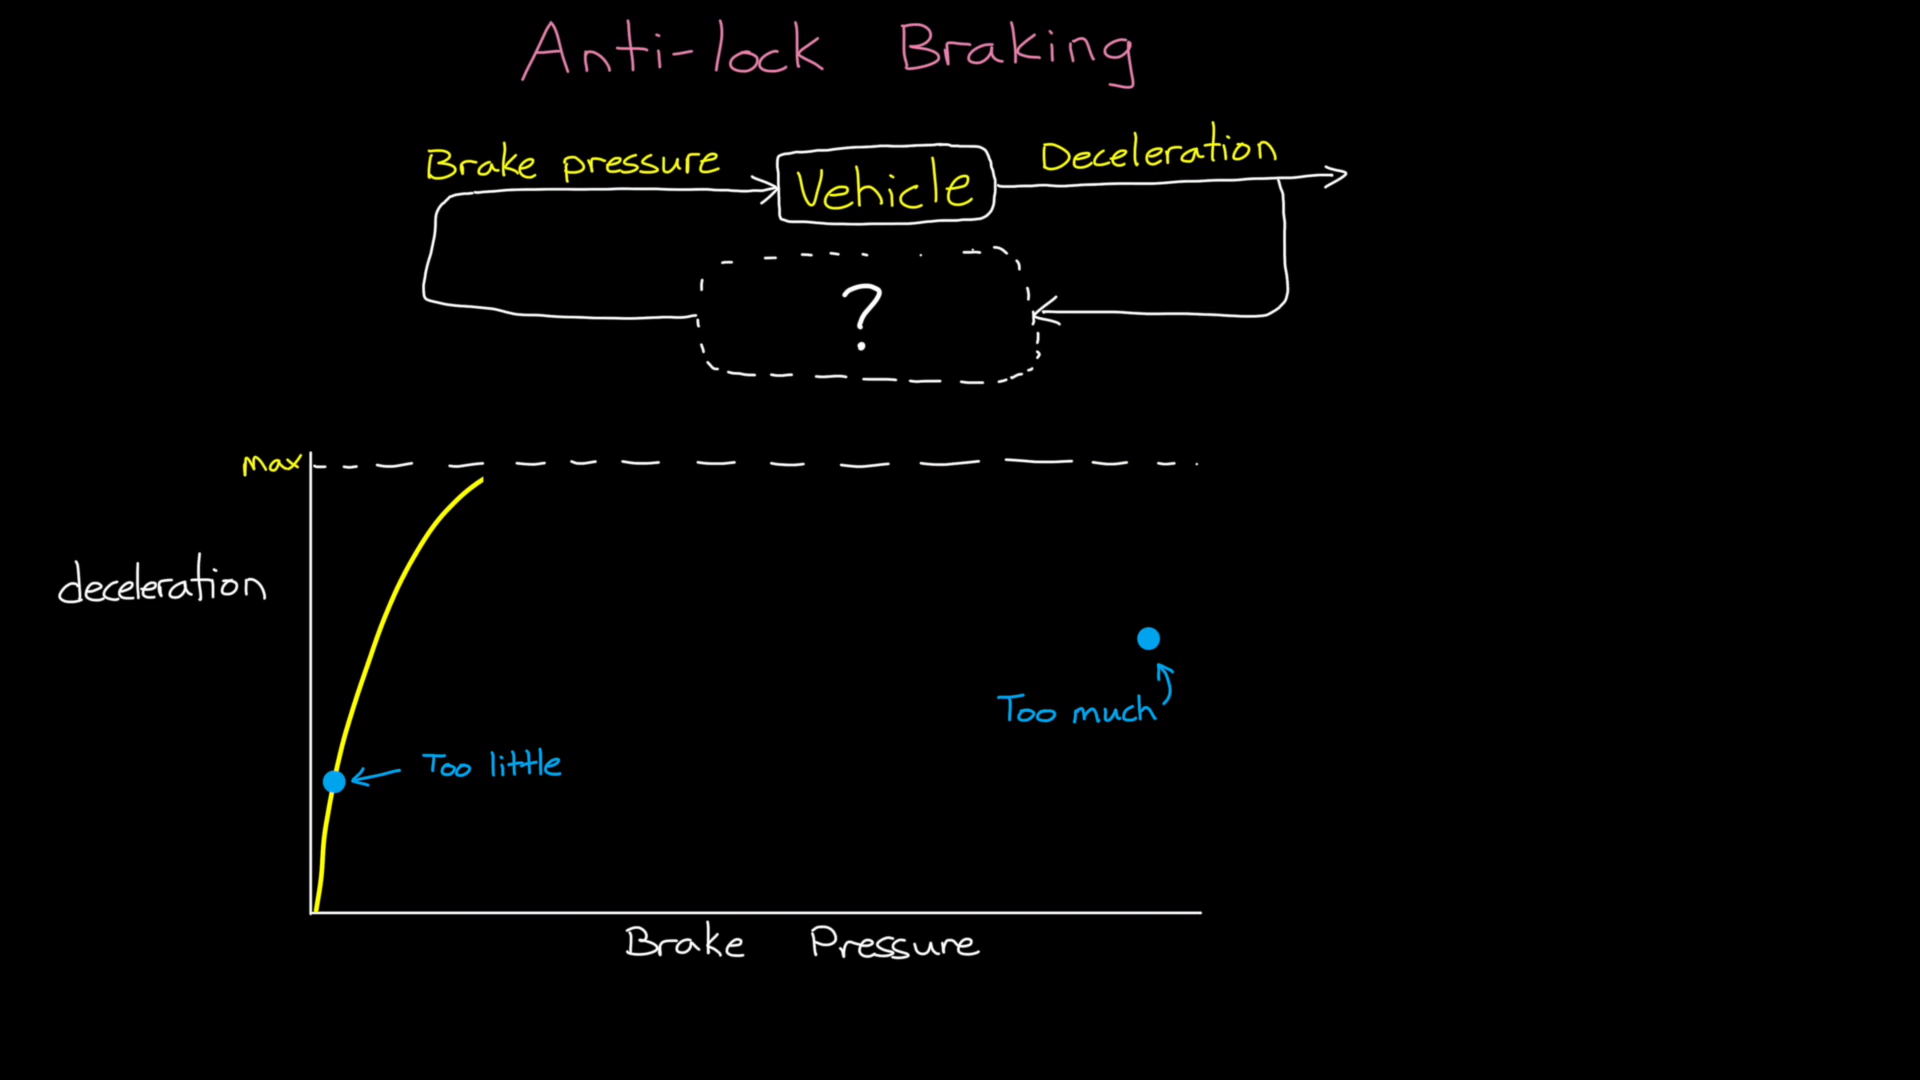 Anti-lock Braking
Brake pressure
Vehicle
Deceleration
?
max
deceleration
Too much
Too little
Brake Pressure